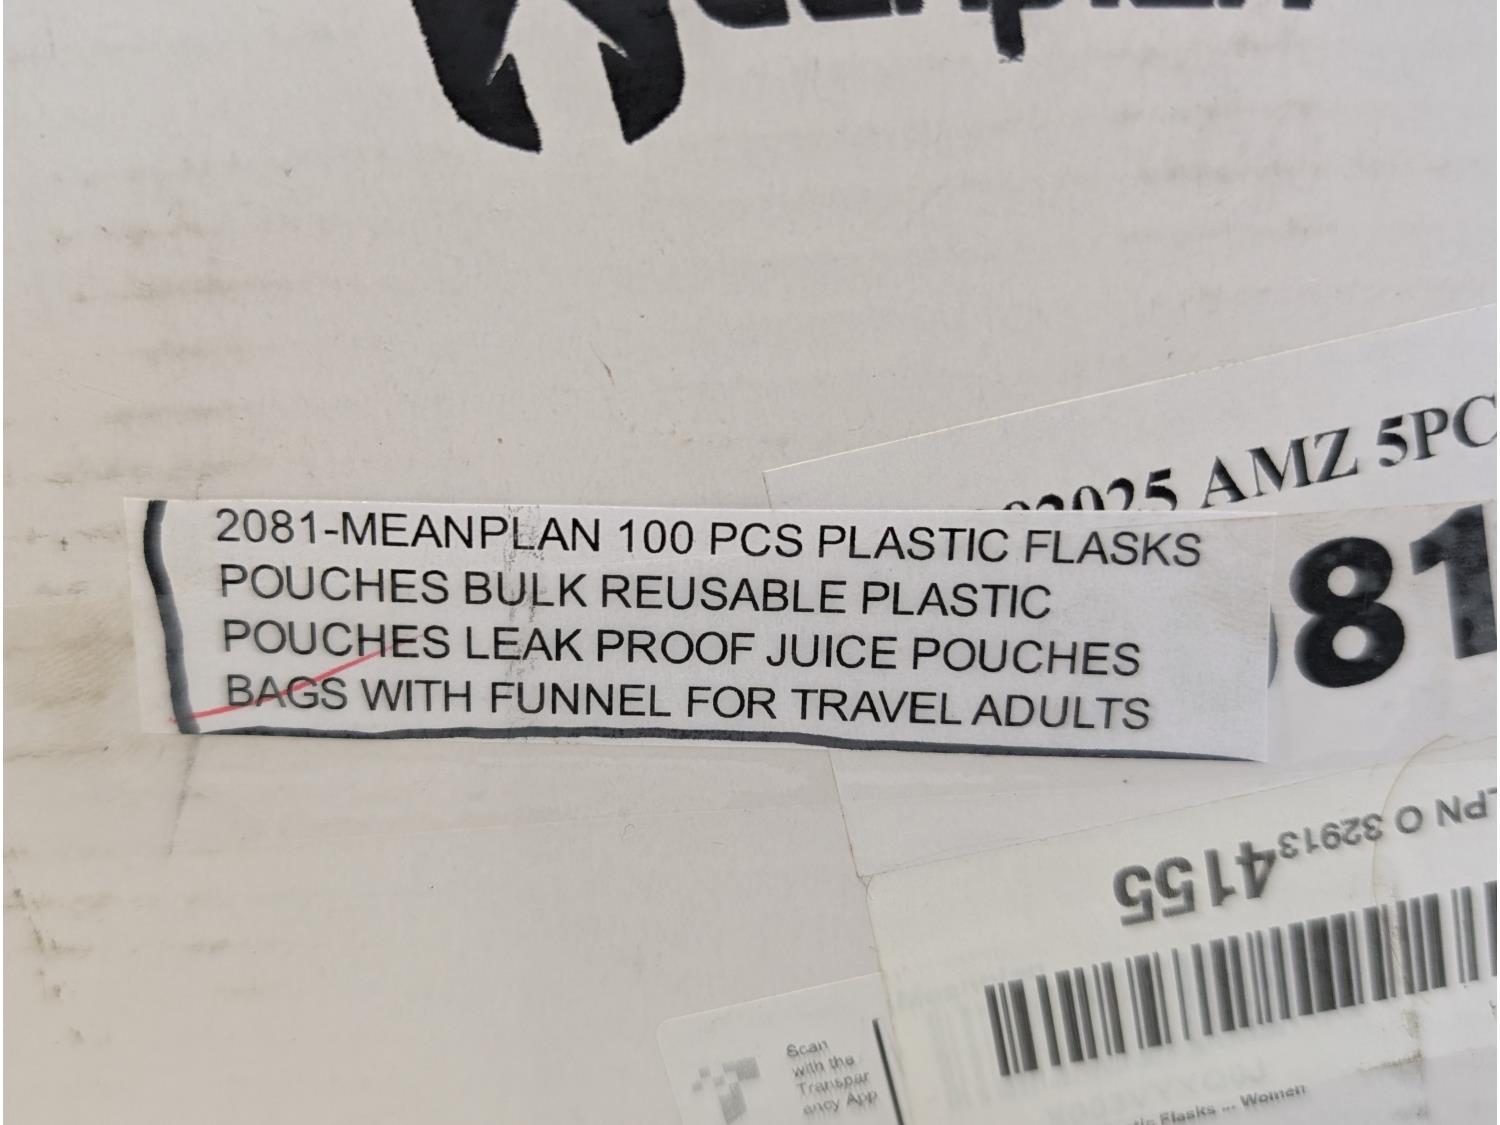 2025 AMZ 5PC
2081-MEANPLAN 100 PCS PLASTIC FLASKS
POUCHES BULK REUSABLE PLASTIC
POUCHES LEAK PROOF JUICE POUCHES
BAGS WITH FUNNEL FOR TRAVEL ADULTS
81
LPN O 329134155
Scan
with the
Transpar
ency App
Flasks ... Women